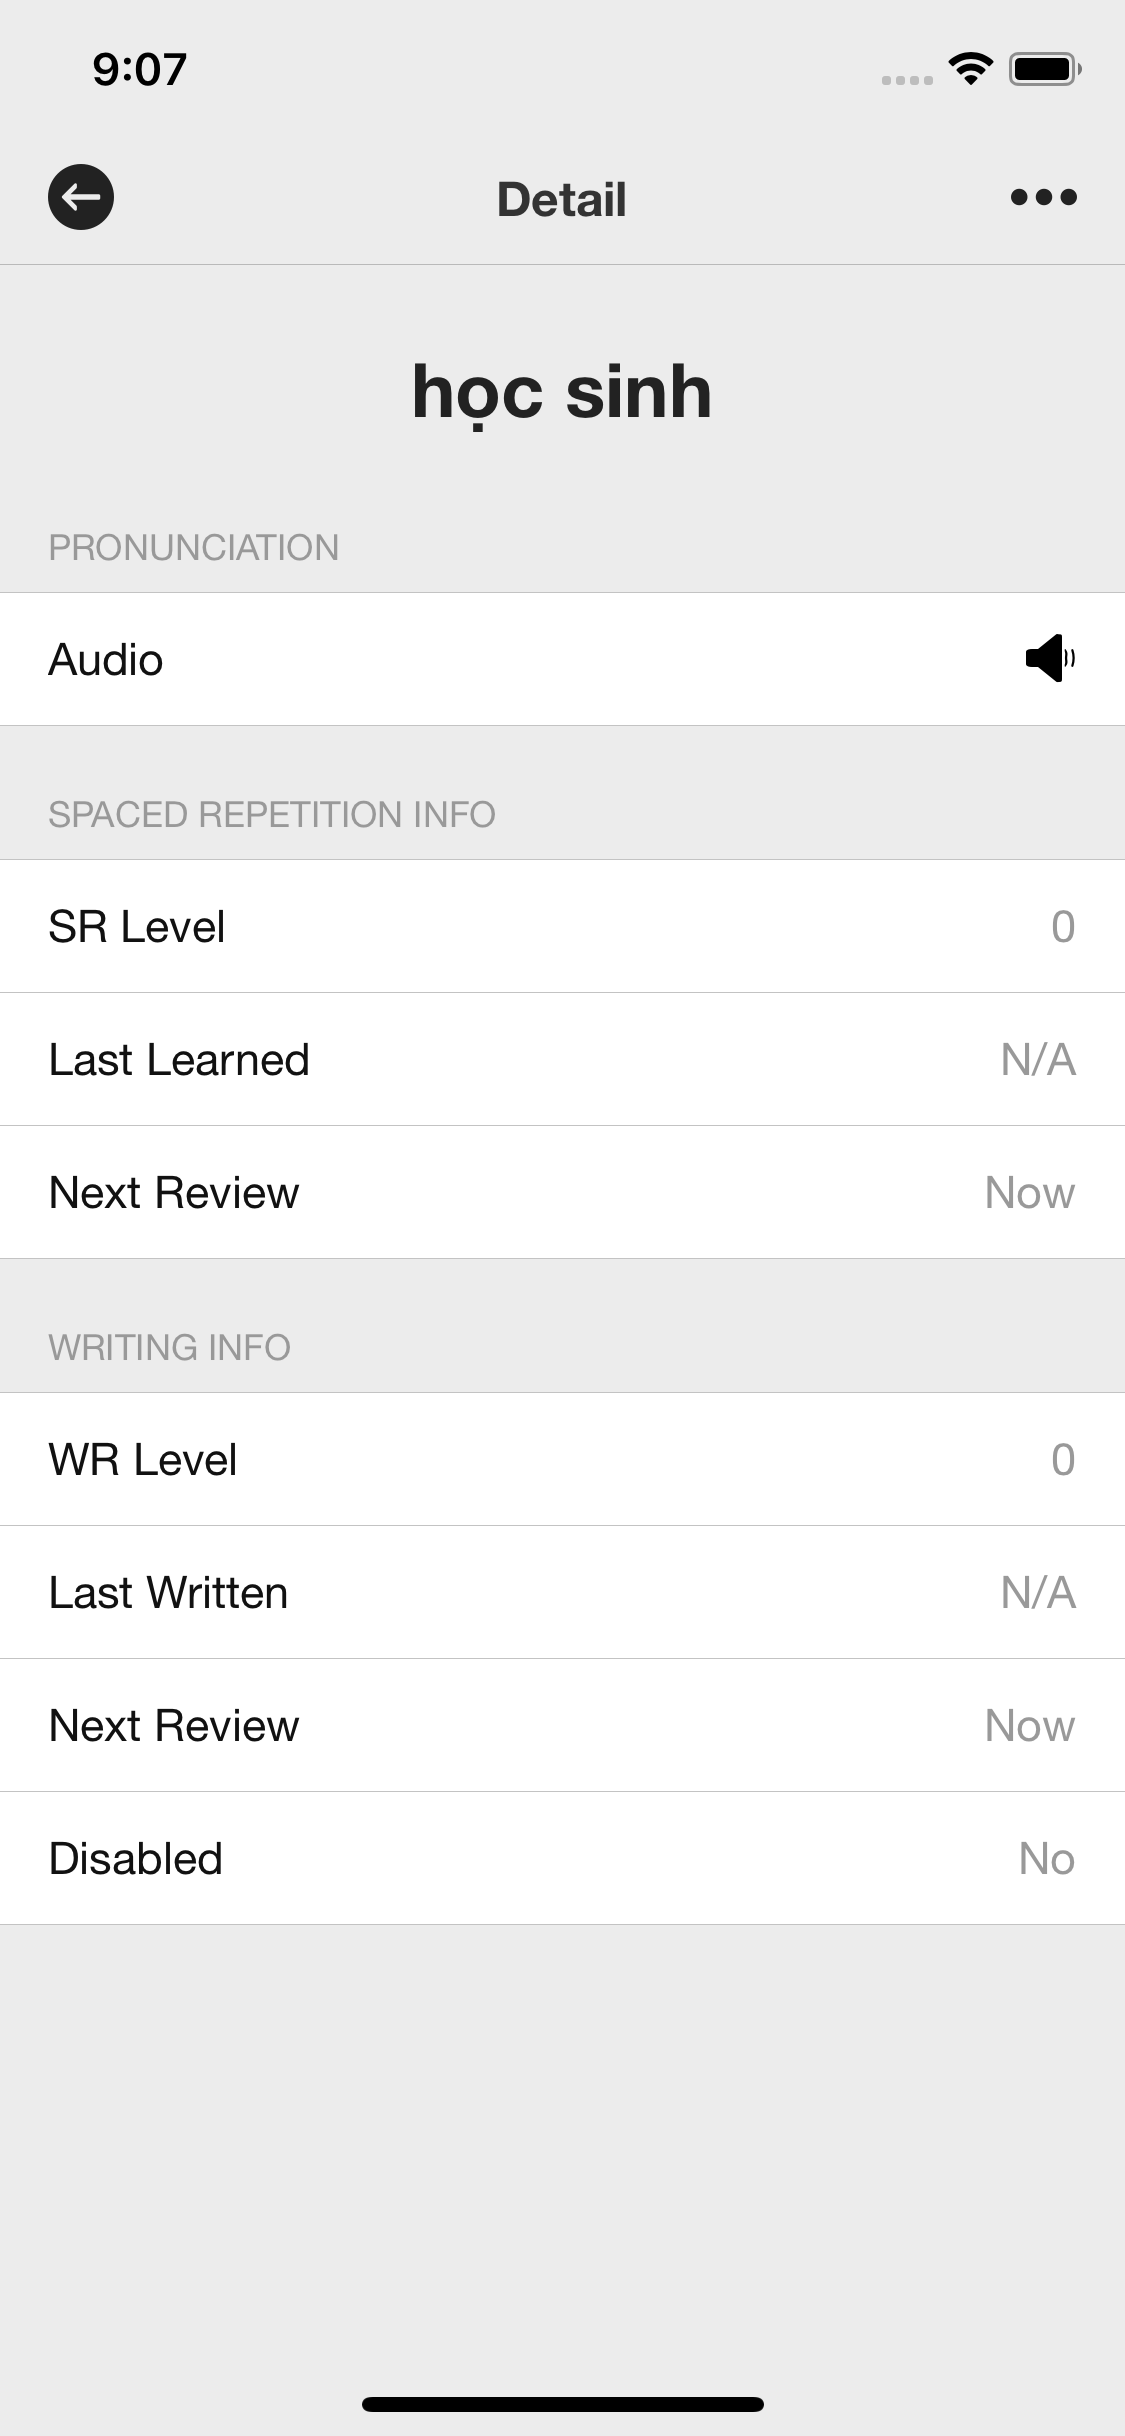 9:07
Detail
học sinh
PRONUNCIATION
Audio
SPACED REPETITION INFO
SR Level 0
Last Learned N/A
Next Review Now
WRITING INFO
WR Level 0
Last Written N/A
Next Review Now
Disabled No